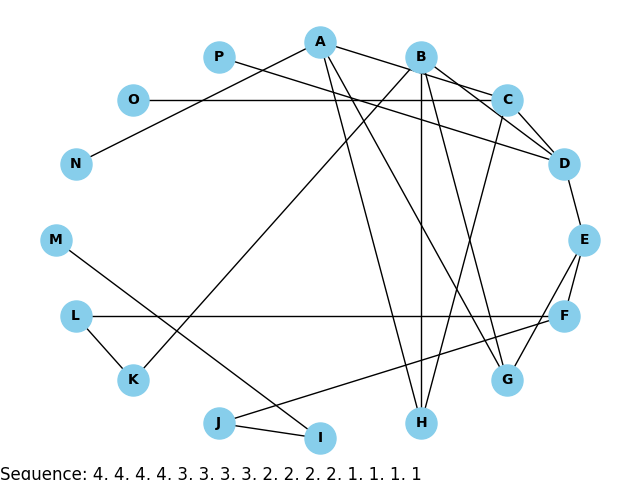 A
B
P
C
O
D
N
E
M
F
L
G
K
H
J
I
Sequence: 4, 4, 4, 4, 3, 3, 3, 3, 2, 2, 2, 2, 1, 1, 1, 1